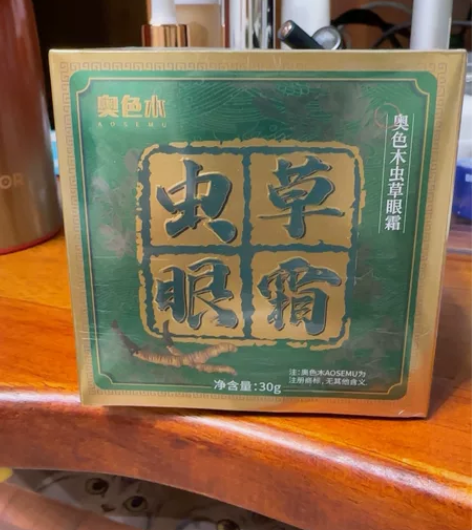 奥色木
AOSEMU
奥色木虫草眼霜
虫草
眼霜
注:奥色木AOSEMU为
注册商标,无其他含义
净含量:30g
OR